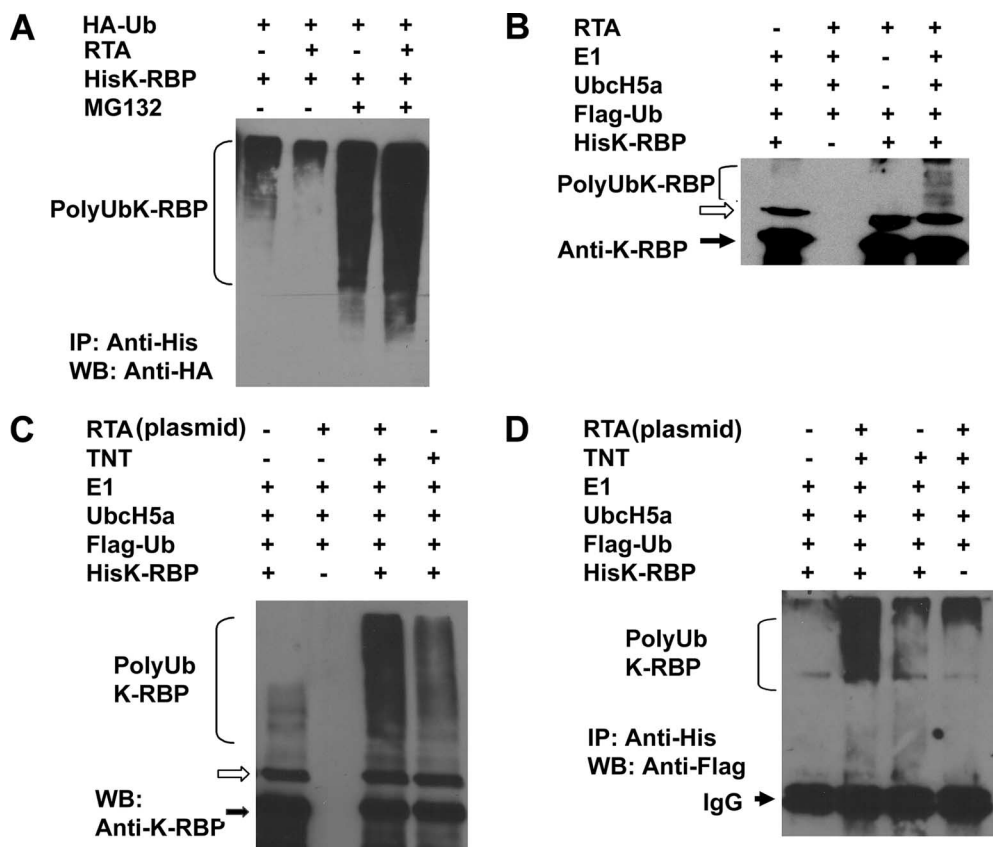 A
HA-Ub + + + +
RTA - + - +
HisK-RBP + + + +
MG132 - - + +
PolyUbK-RBP
IP: Anti-His
WB: Anti-HA
B
RTA - + + +
E1 + + - +
UbcH5a + + - +
Flag-Ub + + + +
HisK-RBP + - + +
PolyUbK-RBP
Anti-K-RBP
C
RTA(plasmid) - + + -
TNT - - + +
E1 + + + +
UbcH5a + + + +
Flag-Ub + + + +
HisK-RBP + - + +
PolyUb
K-RBP
WB:
Anti-K-RBP
D
RTA(plasmid) - + - +
TNT - + + +
E1 + + + +
UbcH5a + + + +
Flag-Ub + + + +
HisK-RBP + + + -
PolyUb
K-RBP
IP: Anti-His
WB: Anti-Flag
IgG